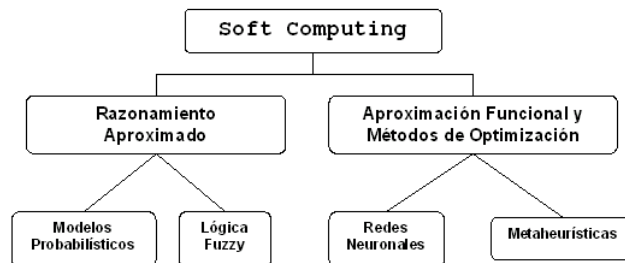 Soft Computing
Razonamiento
Aproximado
Aproximación Funcional y
Métodos de Optimización
Modelos
Probabilísticos
Lógica
Fuzzy
Redes
Neuronales
Metaheurísticas